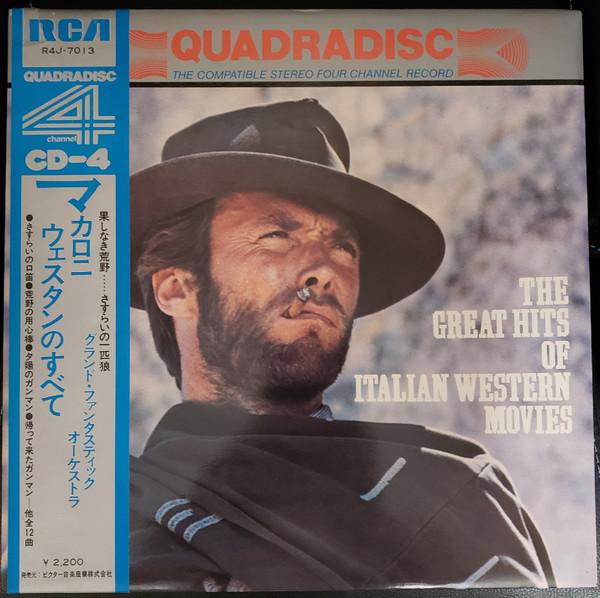 RCA
R4J-7013
QUADRADISC
4
channel
CD-4
マカロニ
ウェスタンのすべて
果しなき荒野……さすらいの一匹狼
グランド・ファンタスティック
オーケストラ
●さすらいの口笛●荒野の用心棒●夕陽のガンマン●帰って来たガンマン—他全12曲
¥2,200
発売元:ビクター音楽産業株式会社
QUADRADISC
THE COMPATIBLE STEREO FOUR CHANNEL RECORD
THE
GREAT HITS
OF
ITALIAN WESTERN
MOVIES